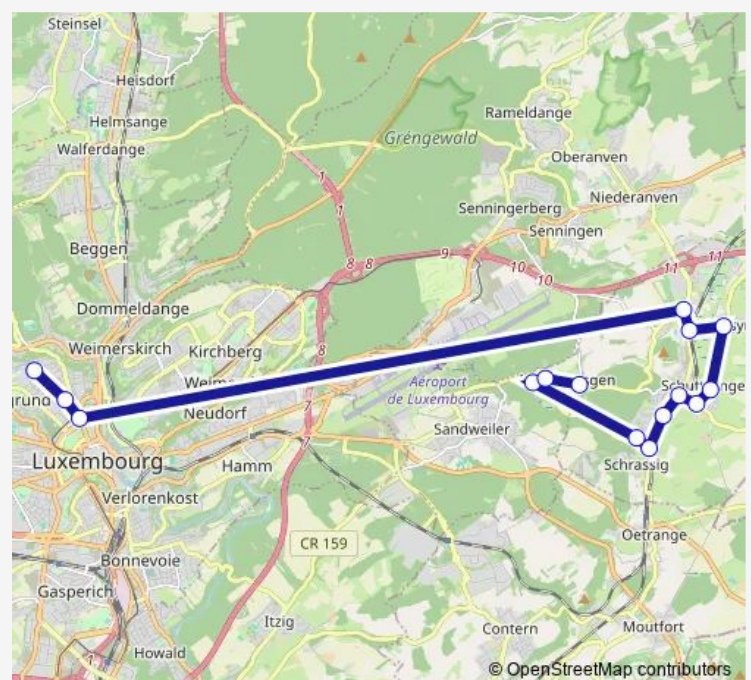 Steinsel
Heisdorf
Helmsange
Walferdange
Rameldange
Gréngewald
Oberanven
1
1
Niederanven
Senningerberg
Senningen
Beggen
8
8
9
10
10
11
11
Dommeldange
Weimerskirch
Kirchberg
8
Neudorf
7
7
Aéroport
de Luxembourg
Sandweiler
Luxembourg
Hamm
Schrassig
Verlorenkost
CR 159
Oetrange
Bonnevoie
Gasperich
Itzig
Contern
Moutfort
Howald
1
© OpenStreetMap contributors